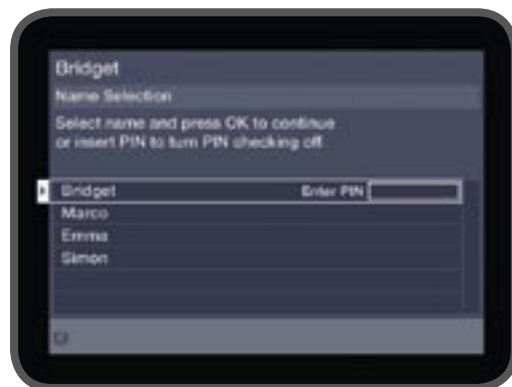 Bridget
Name Selection
Select name and press OK to continue
or insert PIN to turn PIN checking off
Bridget Enter PIN
Marco
Emma
Simon